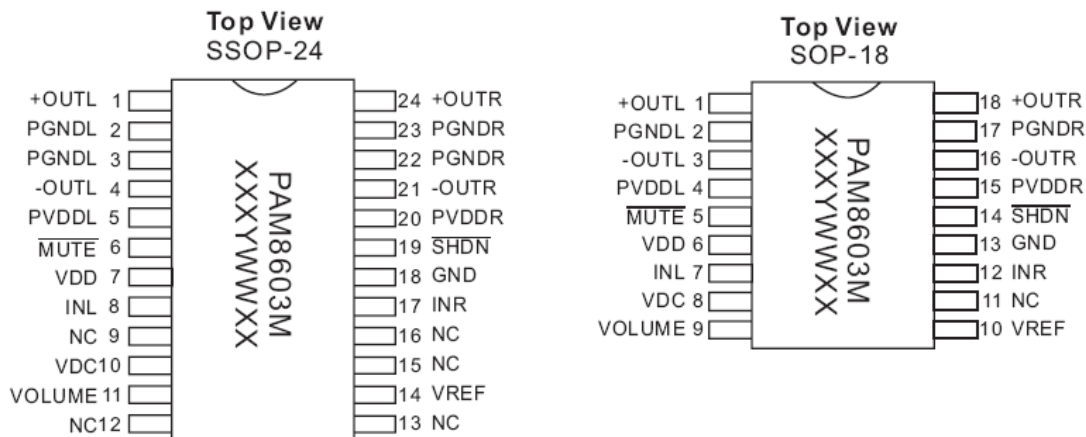 Top View
SSOP-24
+OUTL 1
PGNDL 2
PGNDL 3
-OUTL 4
PVDDL 5
MUTE 6
VDD 7
INL 8
NC 9
VDC10
VOLUME 11
NC12
PAM8603M
XXXYWWXX
24 +OUTR
23 PGNDR
22 PGNDR
21 -OUTR
20 PVDDR
19 SHDN
18 GND
17 INR
16 NC
15 NC
14 VREF
13 NC
Top View
SOP-18
+OUTL 1
PGNDL 2
-OUTL 3
PVDDL 4
MUTE 5
VDD 6
INL 7
VDC 8
VOLUME 9
PAM8603M
XXXYWWXX
18 +OUTR
17 PGNDR
16 -OUTR
15 PVDDR
14 SHDN
13 GND
12 INR
11 NC
10 VREF